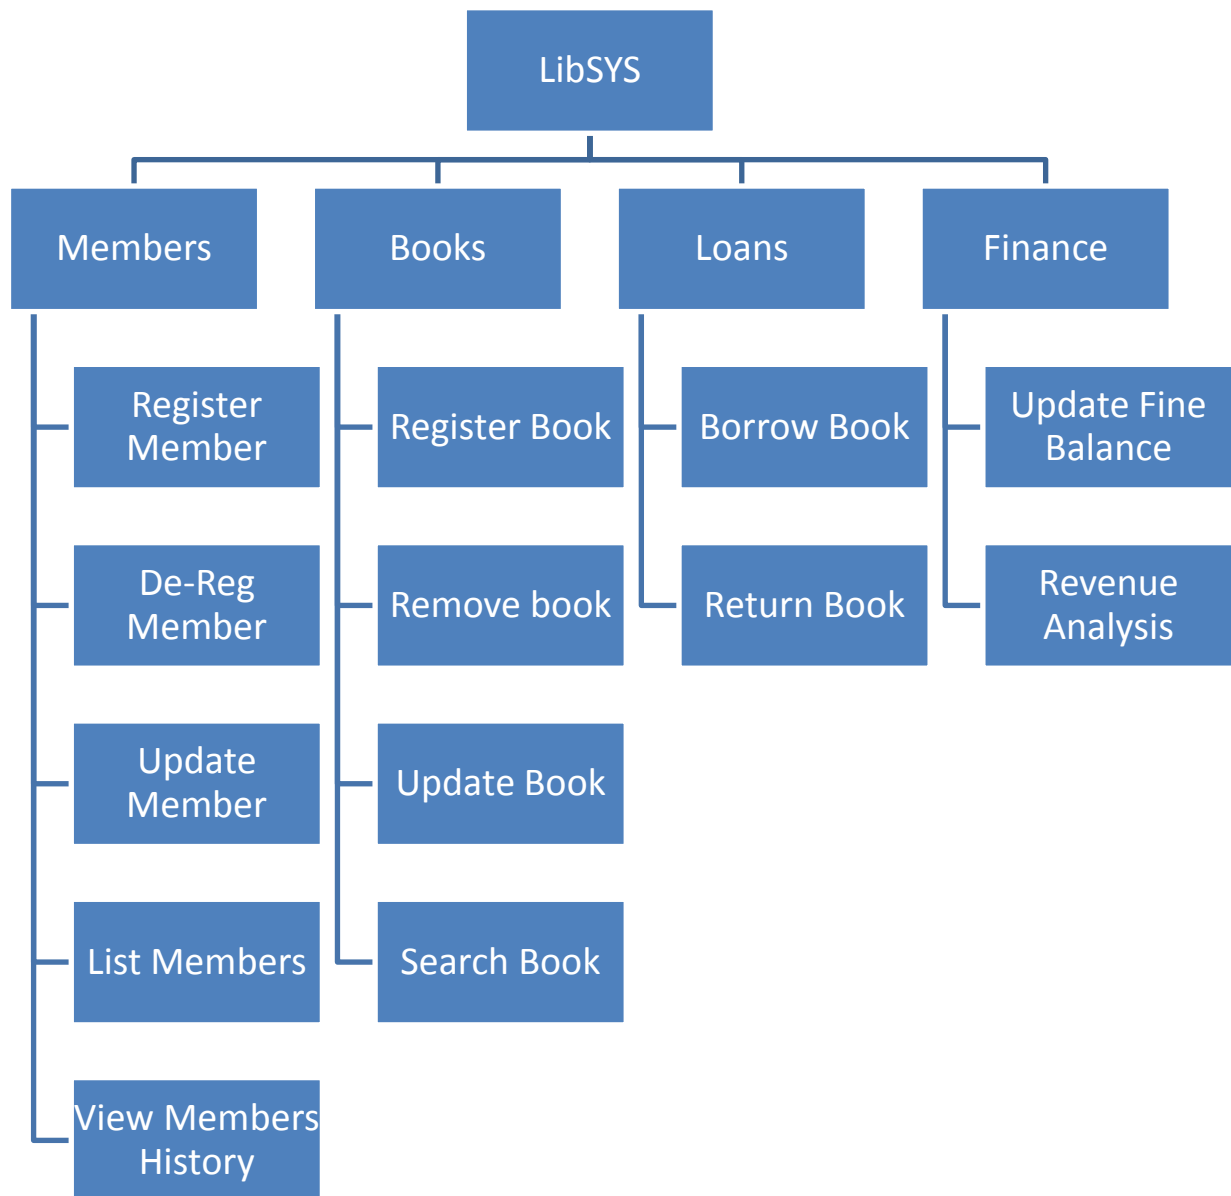 LibSYS
Members
Books
Loans
Finance
Register
Member
Register Book
Borrow Book
Update Fine
Balance
De-Reg
Member
Remove book
Return Book
Revenue
Analysis
Update
Member
Update Book
List Members
Search Book
View Members
History